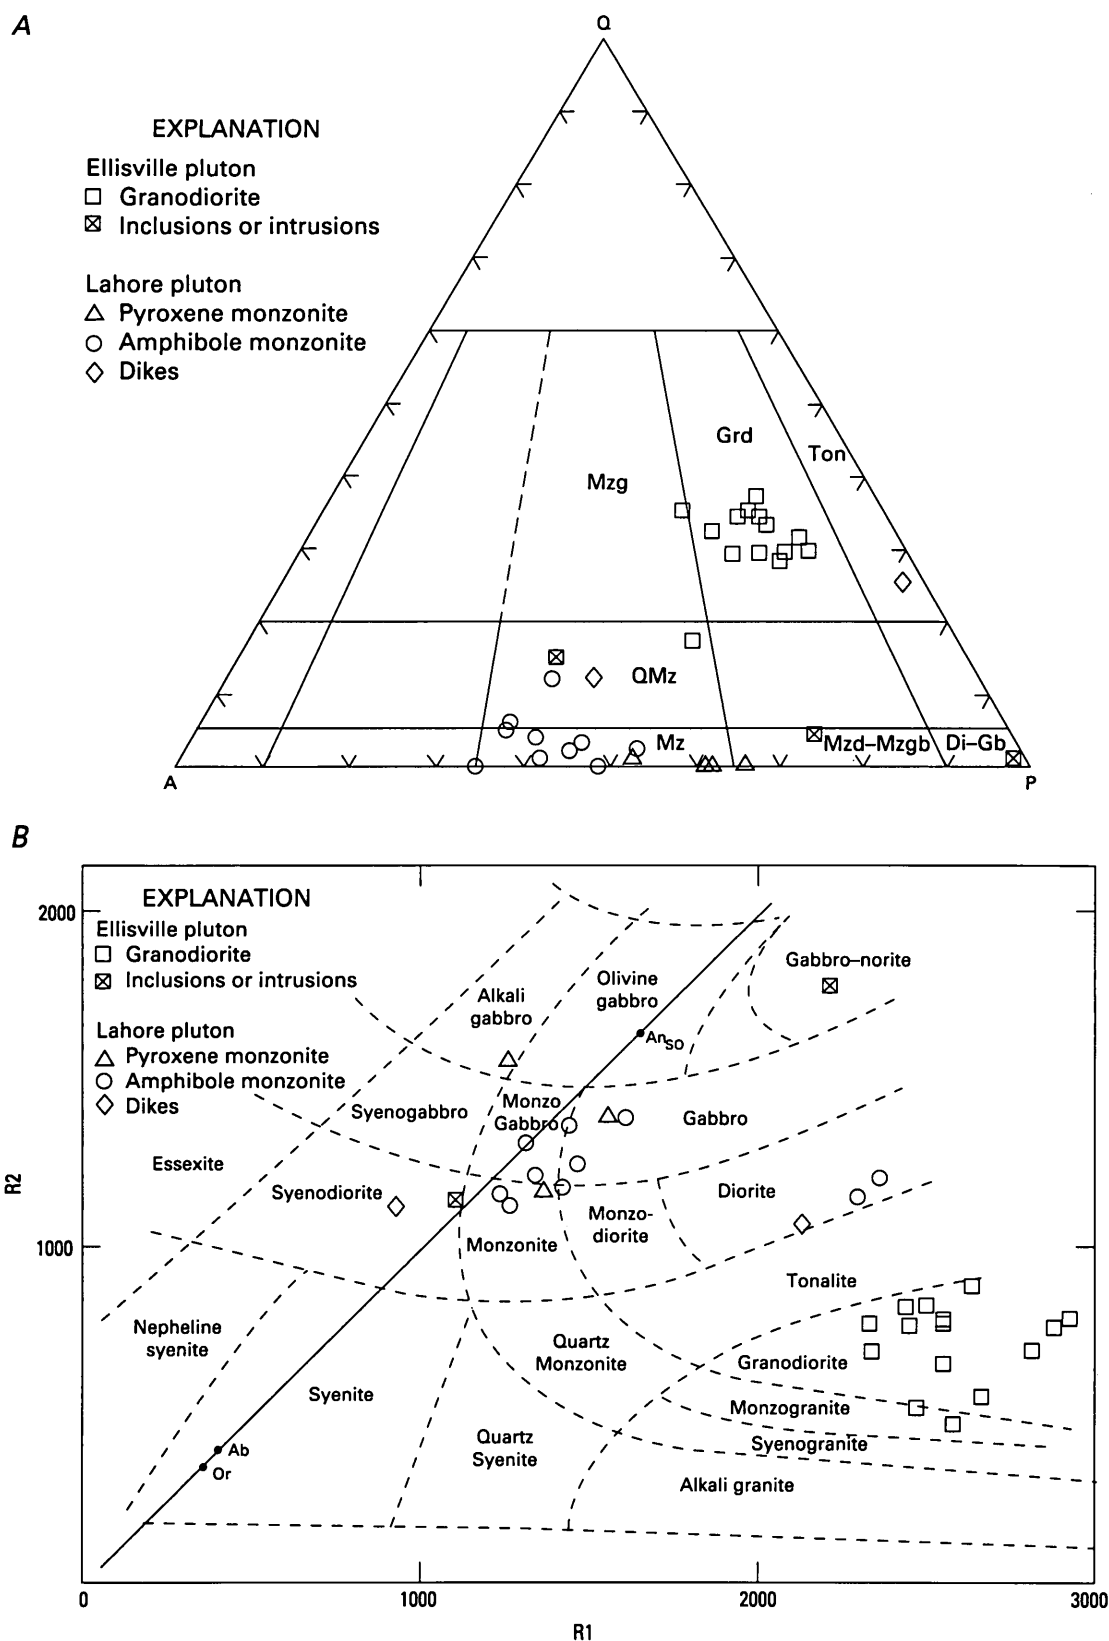 A
Q
EXPLANATION
Ellisville pluton
Granodiorite
Inclusions or intrusions
Lahore pluton
Pyroxene monzonite
Amphibole monzonite
Dikes
Grd
Ton
Mzg
QMz
Mz
Mzd–Mzgb
Di–Gb
A
P
B
EXPLANATION
Ellisville pluton
Granodiorite
Inclusions or intrusions
Lahore pluton
Pyroxene monzonite
Amphibole monzonite
Dikes
2000
1000
R2
Gabbro–norite
Olivine
gabbro
Alkali
gabbro
An50
Monzo
Gabbro
Syenogabbro
Gabbro
Essexite
Syenodiorite
Diorite
Monzo-
diorite
Monzonite
Tonalite
Nepheline
syenite
Quartz
Monzonite
Granodiorite
Syenite
Monzogranite
Quartz
Syenite
Syenogranite
Ab
Or
Alkali granite
0
1000
2000
3000
R1